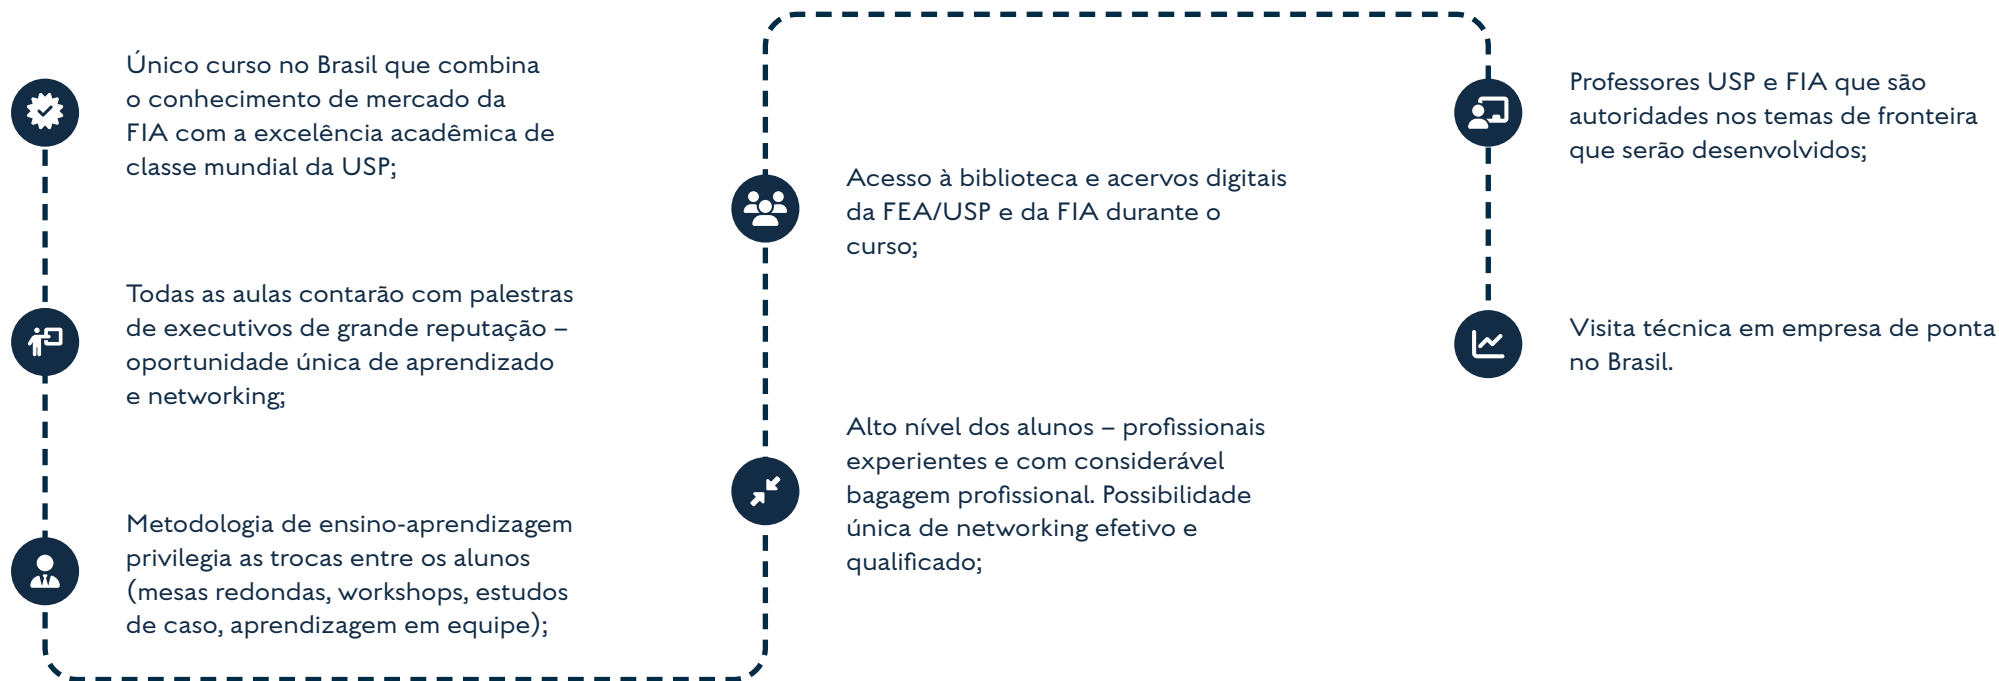 Único curso no Brasil que combina
o conhecimento de mercado da
FIA com a excelência acadêmica de
classe mundial da USP;
Todas as aulas contarão com palestras
de executivos de grande reputação –
oportunidade única de aprendizado
e networking;
Metodologia de ensino-aprendizagem
privilegia as trocas entre os alunos
(mesas redondas, workshops, estudos
de caso, aprendizagem em equipe);
Acesso à biblioteca e acervos digitais
da FEA/USP e da FIA durante o
curso;
Alto nível dos alunos – profissionais
experientes e com considerável
bagagem profissional. Possibilidade
única de networking efetivo e
qualificado;
Professores USP e FIA que são
autoridades nos temas de fronteira
que serão desenvolvidos;
Visita técnica em empresa de ponta
no Brasil.